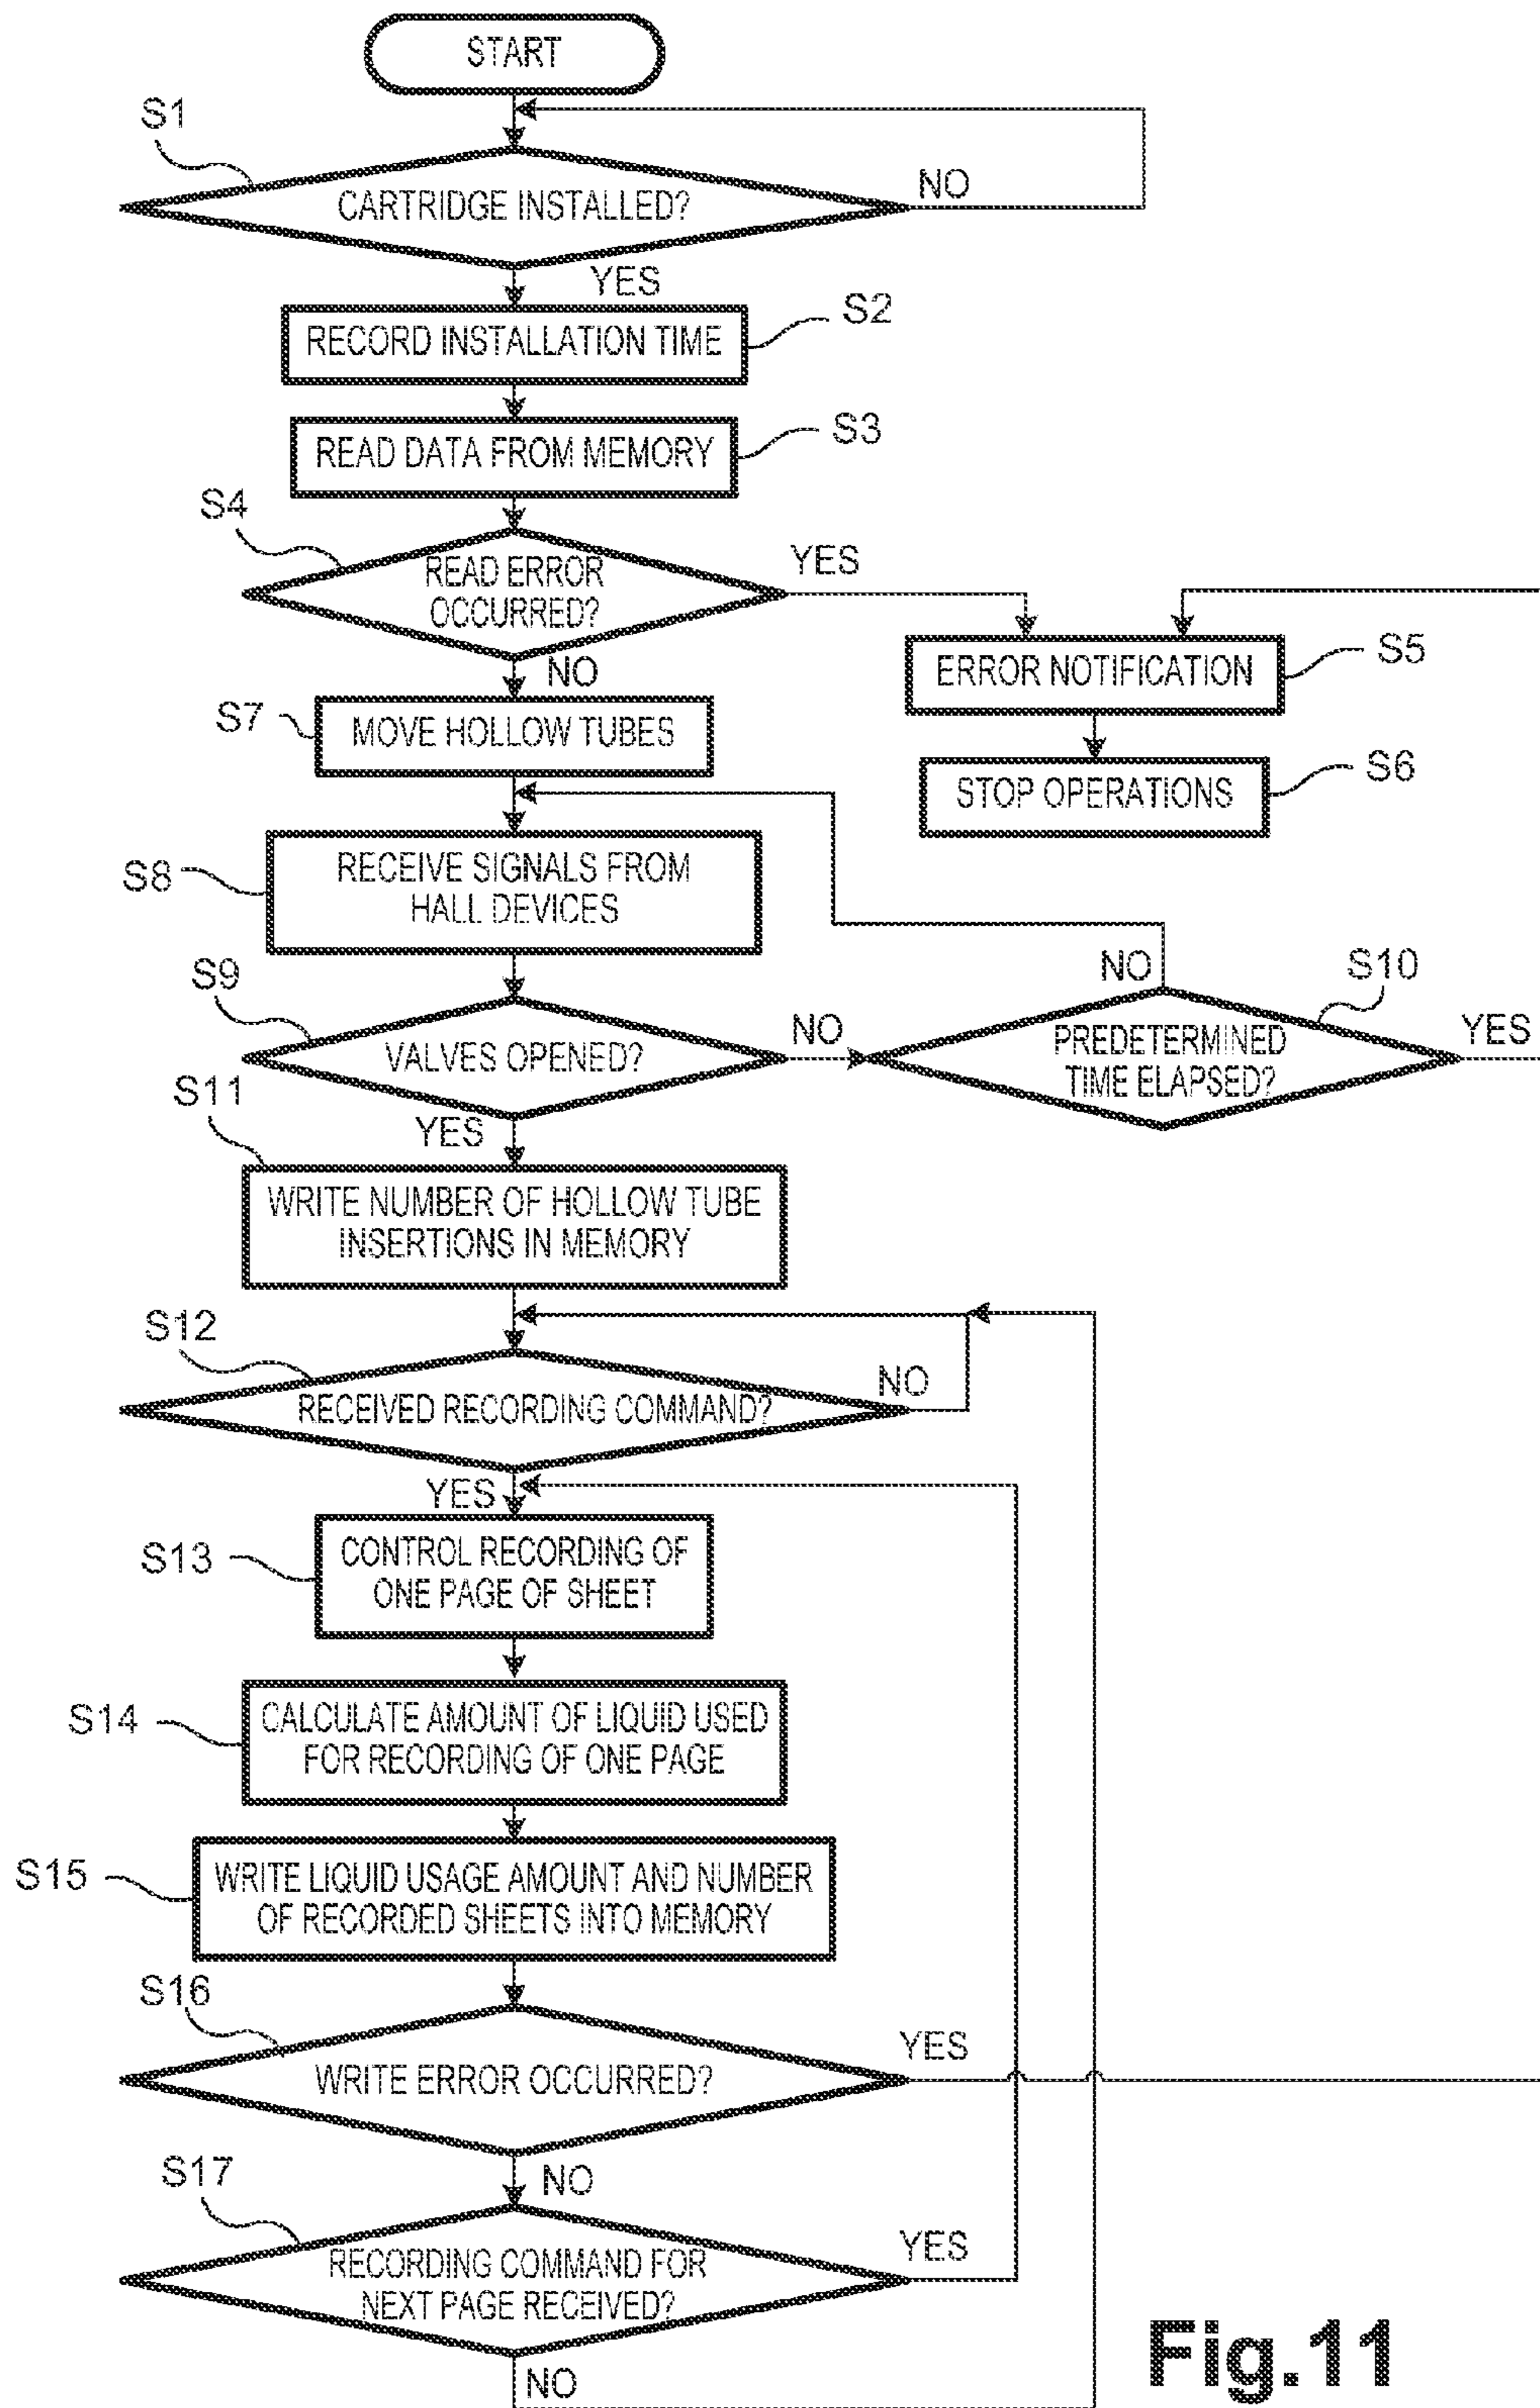 START
S1
CARTRIDGE INSTALLED?
NO
YES
RECORD INSTALLATION TIME
S2
READ DATA FROM MEMORY
S3
S4
READ ERROR
OCCURRED?
YES
NO
ERROR NOTIFICATION
S5
S7
MOVE HOLLOW TUBES
STOP OPERATIONS
S6
S8
RECEIVE SIGNALS FROM
HALL DEVICES
S9
VALVES OPENED?
NO
NO
S10
PREDETERMINED
TIME ELAPSED?
YES
S11
YES
WRITE NUMBER OF HOLLOW TUBE
INSERTIONS IN MEMORY
S12
RECEIVED RECORDING COMMAND?
NO
YES
S13
CONTROL RECORDING OF
ONE PAGE OF SHEET
S14
CALCULATE AMOUNT OF LIQUID USED
FOR RECORDING OF ONE PAGE
S15
WRITE LIQUID USAGE AMOUNT AND NUMBER
OF RECORDED SHEETS INTO MEMORY
S16
WRITE ERROR OCCURRED?
YES
NO
S17
RECORDING COMMAND FOR
NEXT PAGE RECEIVED?
YES
NO
Fig.11